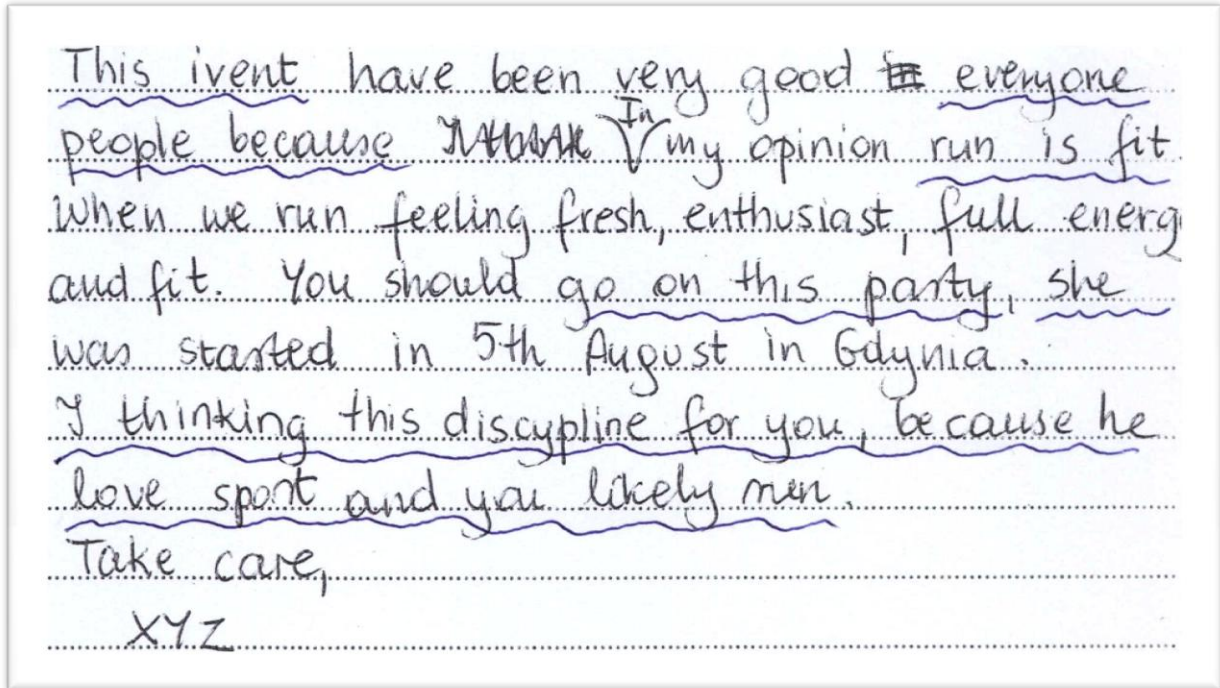 This ivent have been very good everyone
people because In my opinion run is fit
When we run feeling fresh, enthusiast, full energ
and fit. You should go on this party, she
was started in 5th August in Gdynia.
I thinking this discypline for you, because he
love sport and you likely run.
Take care,
XYZ